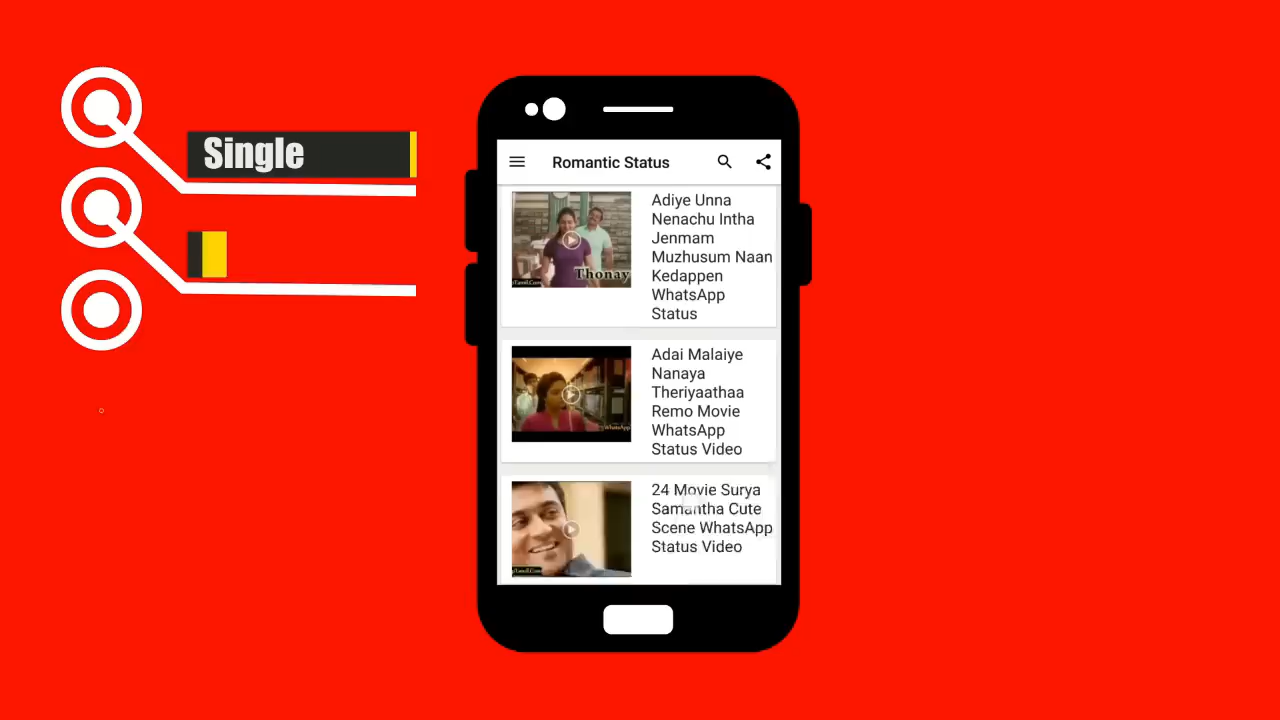 Single
Romantic Status
Adiye Unna
Nenachu Intha
Jenmam
Muzhusum Naan
Kedappen
WhatsApp
Status
Thonay
Adai Malaiye
Nanaya
Theriyaathaa
Remo Movie
WhatsApp
Status Video
WhatsApp
24 Movie Surya
Samantha Cute
Scene WhatsApp
Status Video